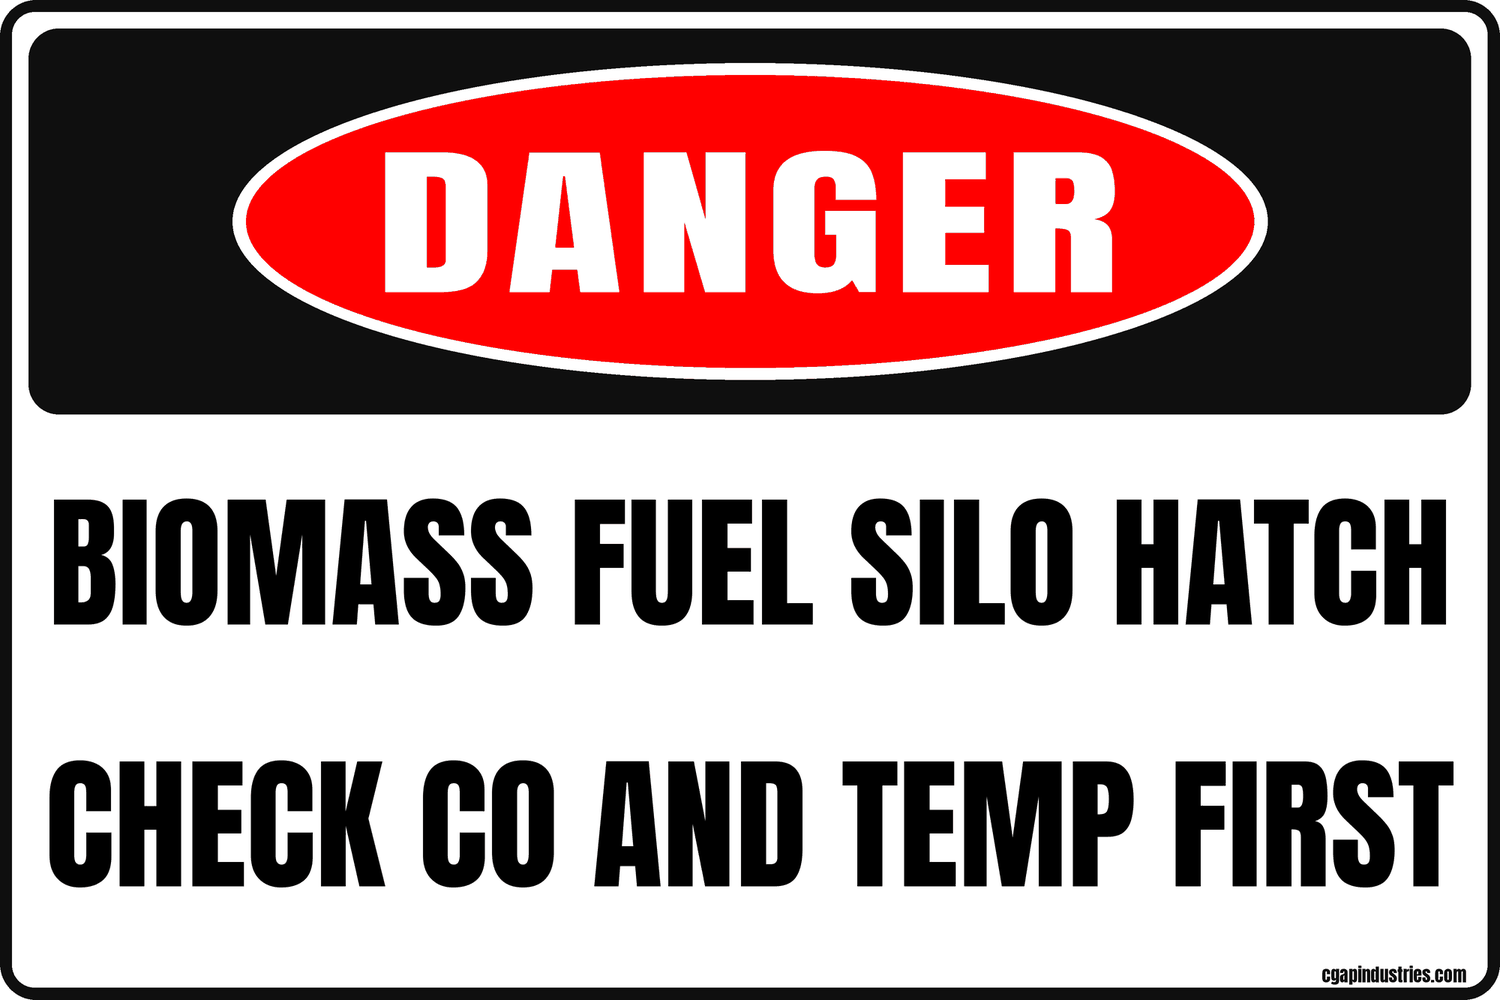 DANGER
BIOMASS FUEL SILO HATCH
CHECK CO AND TEMP FIRST
cgapindustries.com